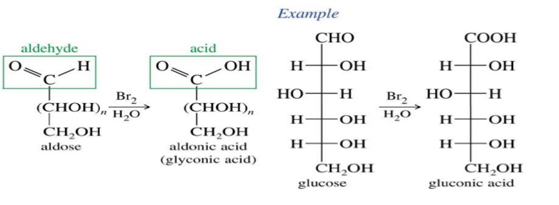 Example
aldehyde
O
H
C
(CHOH)n
CH2OH
aldose
Br2
H2O
acid
O
OH
C
(CHOH)n
CH2OH
aldonic acid
(glyconic acid)
CHO
H OH
HO H
H OH
H OH
CH2OH
glucose
Br2
H2O
COOH
H OH
HO H
H OH
H OH
CH2OH
gluconic acid